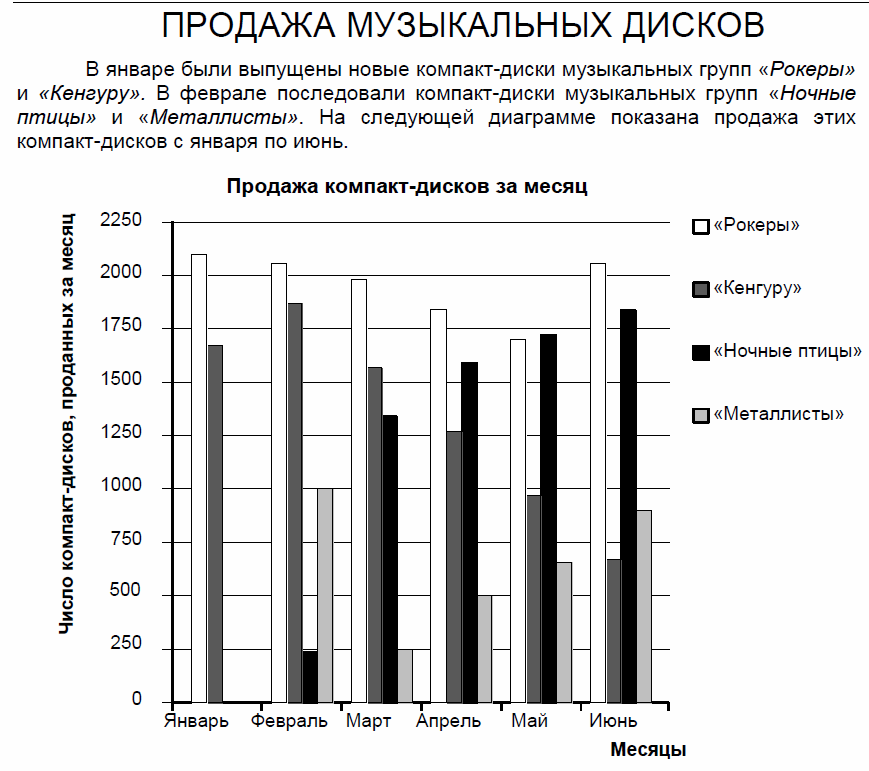 ПРОДАЖА МУЗЫКАЛЬНЫХ ДИСКОВ
В январе были выпущены новые компакт-диски музыкальных групп «Рокеры»
и «Кенгуру». В феврале последовали компакт-диски музыкальных групп «Ночные
птицы» и «Металлисты». На следующей диаграмме показана продажа этих
компакт-дисков с января по июнь.
Продажа компакт-дисков за месяц
Число компакт-дисков, проданных за месяц
2250
2000
1750
1500
1250
1000
750
500
250
0
«Рокеры»
«Кенгуру»
«Ночные птицы»
«Металлисты»
Январь Февраль Март Апрель Май Июнь
Месяцы